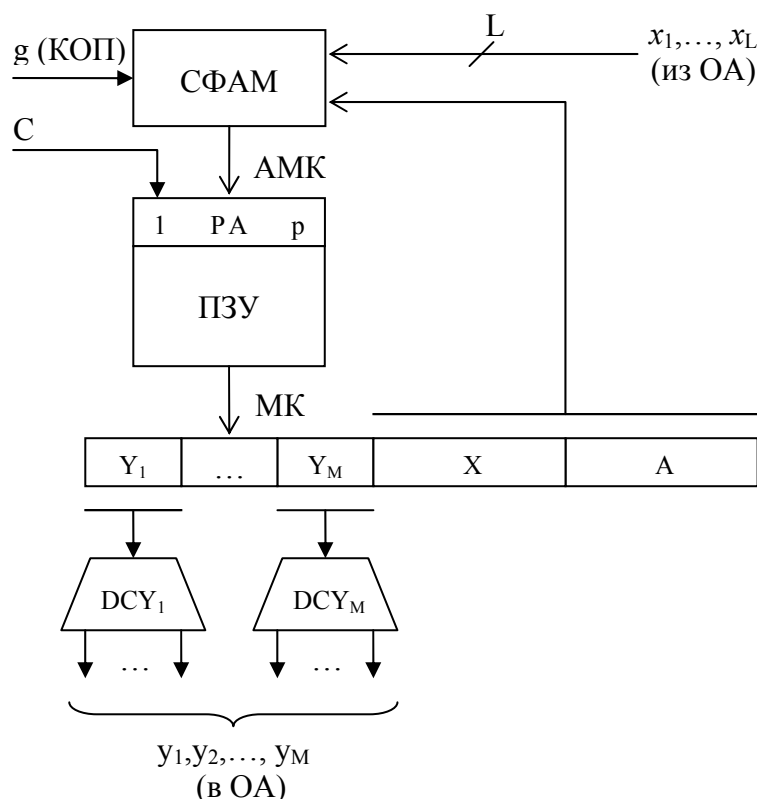 L
g (КОП)
x₁,…, xL
(из ОА)
СФАМ
С
АМК
1 РА р
ПЗУ
МК
Y₁ … YM X A
DCY₁ DCYM
… …
y₁,y₂,…, yM
(в ОА)